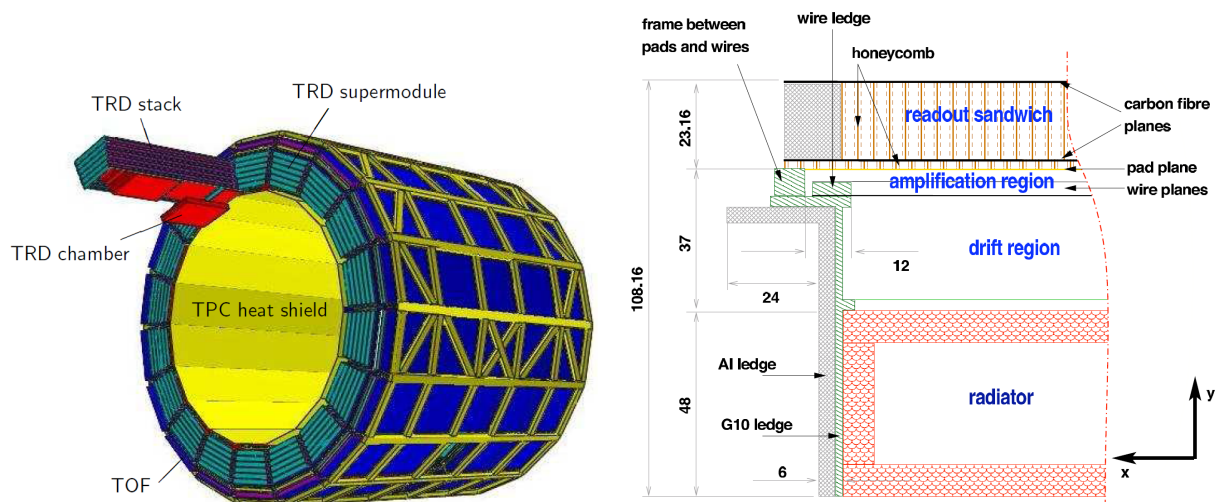 TRD stack
TRD supermodule
TRD chamber
TPC heat shield
TOF
frame between
pads and wires
wire ledge
honeycomb
readout sandwich
carbon fibre
planes
pad plane
amplification region
wire planes
drift region
23.16
37
108.16
12
24
48
Al ledge
radiator
G10 ledge
6
y
x